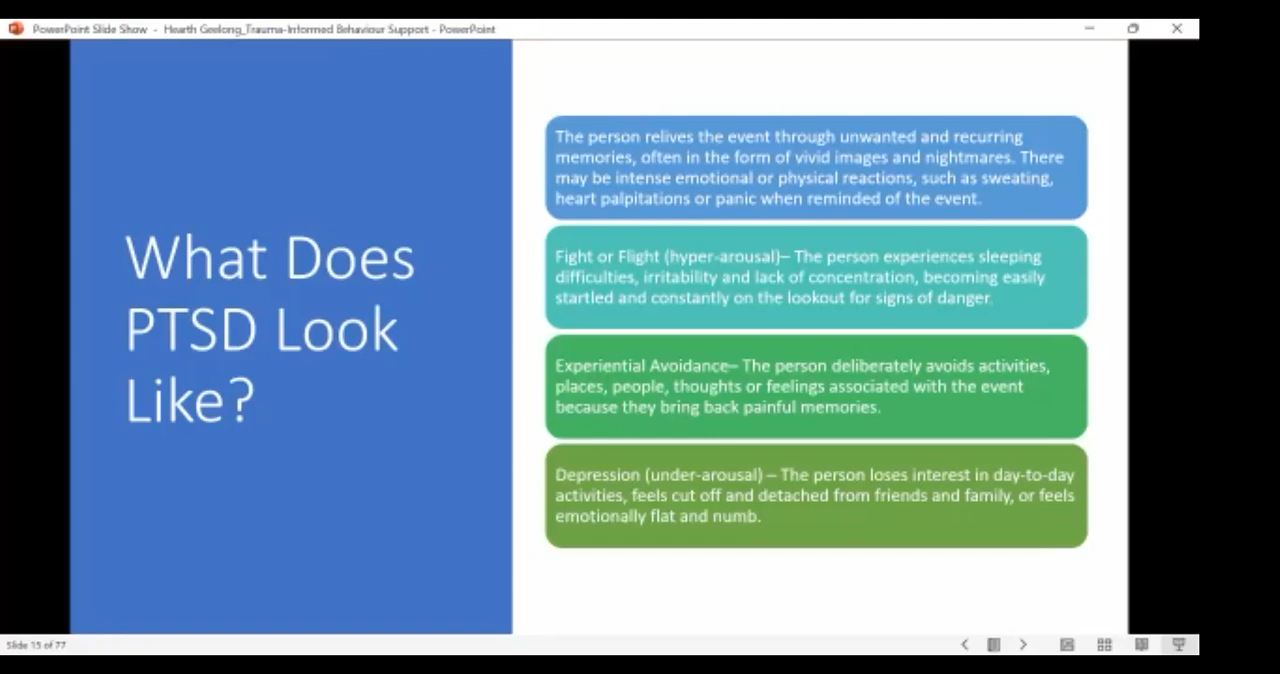 PowerPoint Slide Show - Hearth Geelong_Trauma-Informed Behaviour Support - PowerPoint
What Does
PTSD Look
Like?
The person relives the event through unwanted and recurring
memories, often in the form of vivid images and nightmares. There
may be intense emotional or physical reactions, such as sweating,
heart palpitations or panic when reminded of the event.
Fight or Flight (hyper-arousal)– The person experiences sleeping
difficulties, irritability and lack of concentration, becoming easily
startled and constantly on the lookout for signs of danger.
Experiential Avoidance– The person deliberately avoids activities,
places, people, thoughts or feelings associated with the event
because they bring back painful memories.
Depression (under-arousal) – The person loses interest in day-to-day
activities, feels cut off and detached from friends and family, or feels
emotionally flat and numb.
Slide 15 of 77